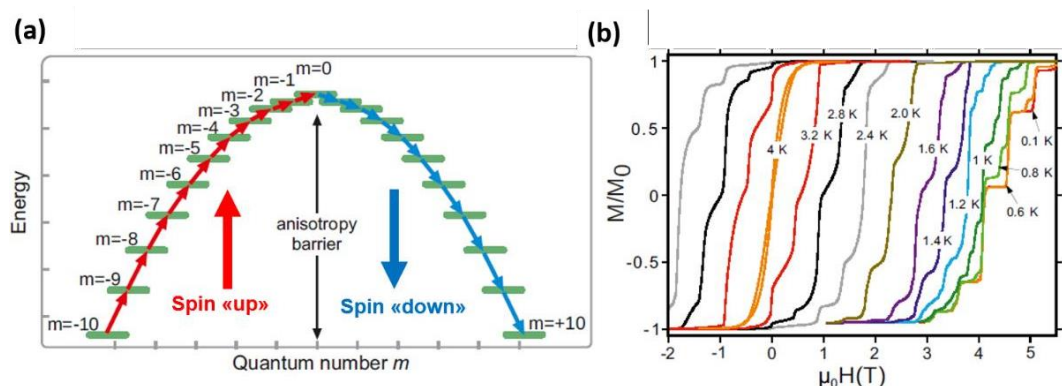 (a)
m=0
m=-1
m=-2
m=-3
m=-4
m=-5
m=-6
m=-7
m=-8
m=-9
m=-10
m=+10
anisotropy
barrier
Spin «up»
Spin «down»
Energy
Quantum number m
(b)
1
0.5
0
-0.5
-1
M/M0
-2
-1
0
1
2
3
4
5
μ0H(T)
4 K
3.2 K
2.8 K
2.4 K
2.0 K
1.6 K
1.4 K
1.2 K
1 K
0.1 K
0.8 K
0.6 K